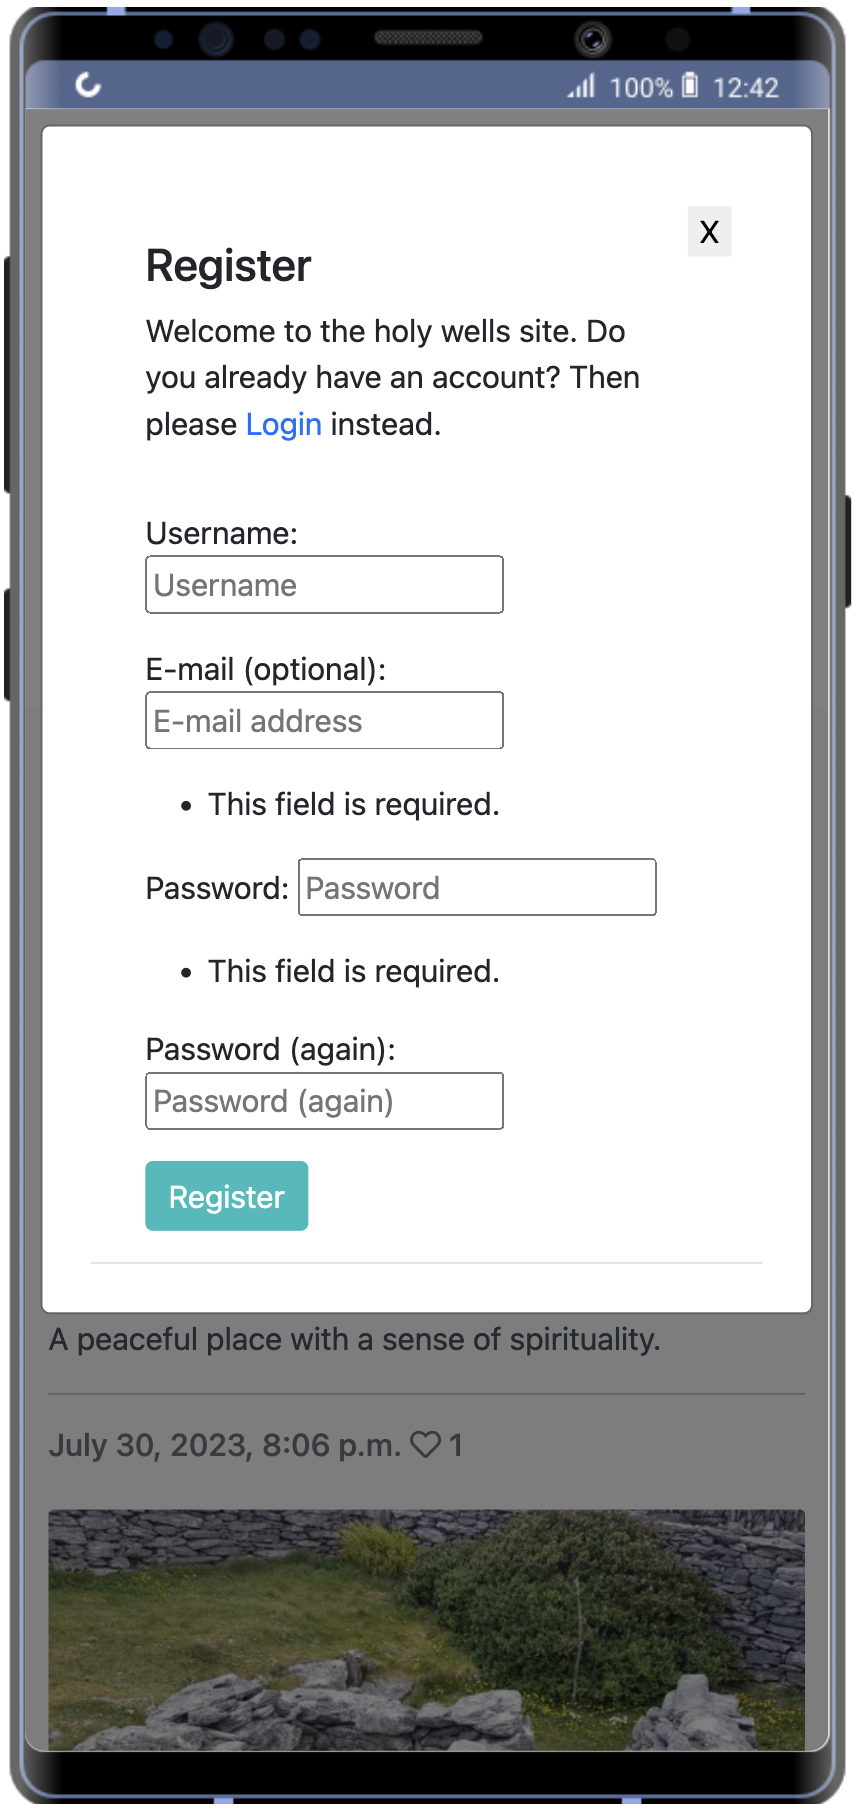 100% 12:42
X
Register
Welcome to the holy wells site. Do
you already have an account? Then
please Login instead.
Username:
Username
E-mail (optional):
E-mail address
• This field is required.
Password: Password
• This field is required.
Password (again):
Password (again)
Register
A peaceful place with a sense of spirituality.
July 30, 2023, 8:06 p.m. 1